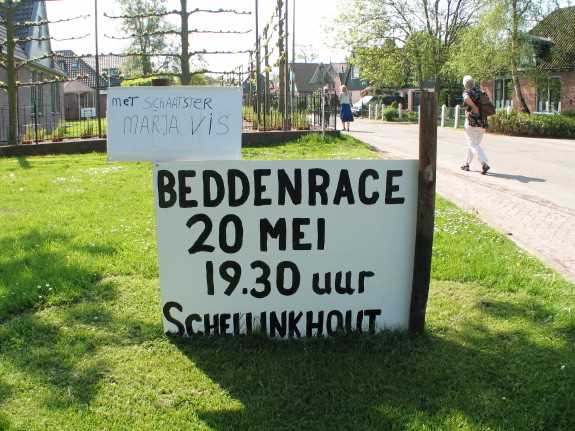 met SCHAATSTER
MARJA VIS
BEDDENRACE
20 MEI
19.30 uur
SCHELLINKHOUT